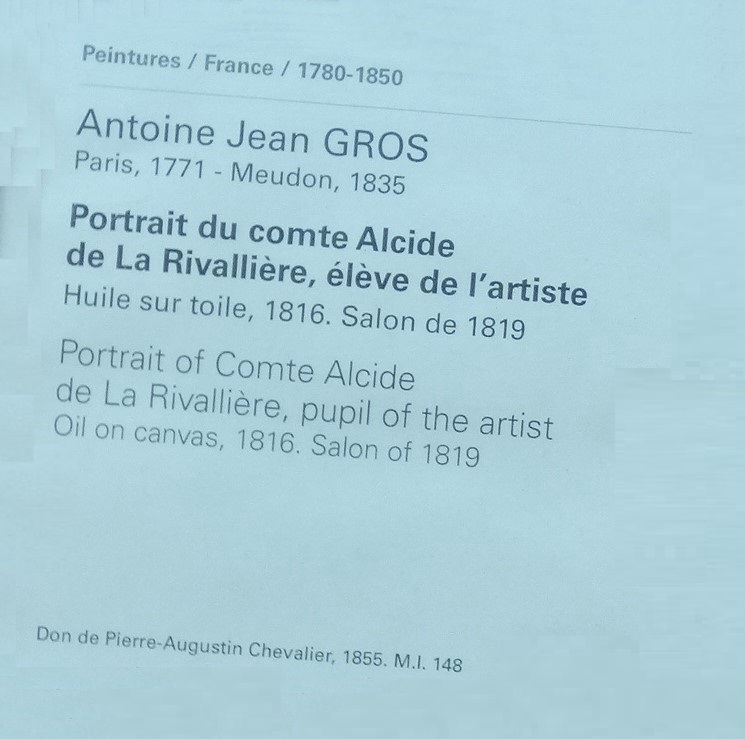 Peintures / France / 1780-1850
Antoine Jean GROS
Paris, 1771 - Meudon, 1835
Portrait du comte Alcide
de La Rivallière, élève de l'artiste
Huile sur toile, 1816. Salon de 1819
Portrait of Comte Alcide
de La Rivallière, pupil of the artist
Oil on canvas, 1816. Salon of 1819
Don de Pierre-Augustin Chevalier, 1855. M.I. 148